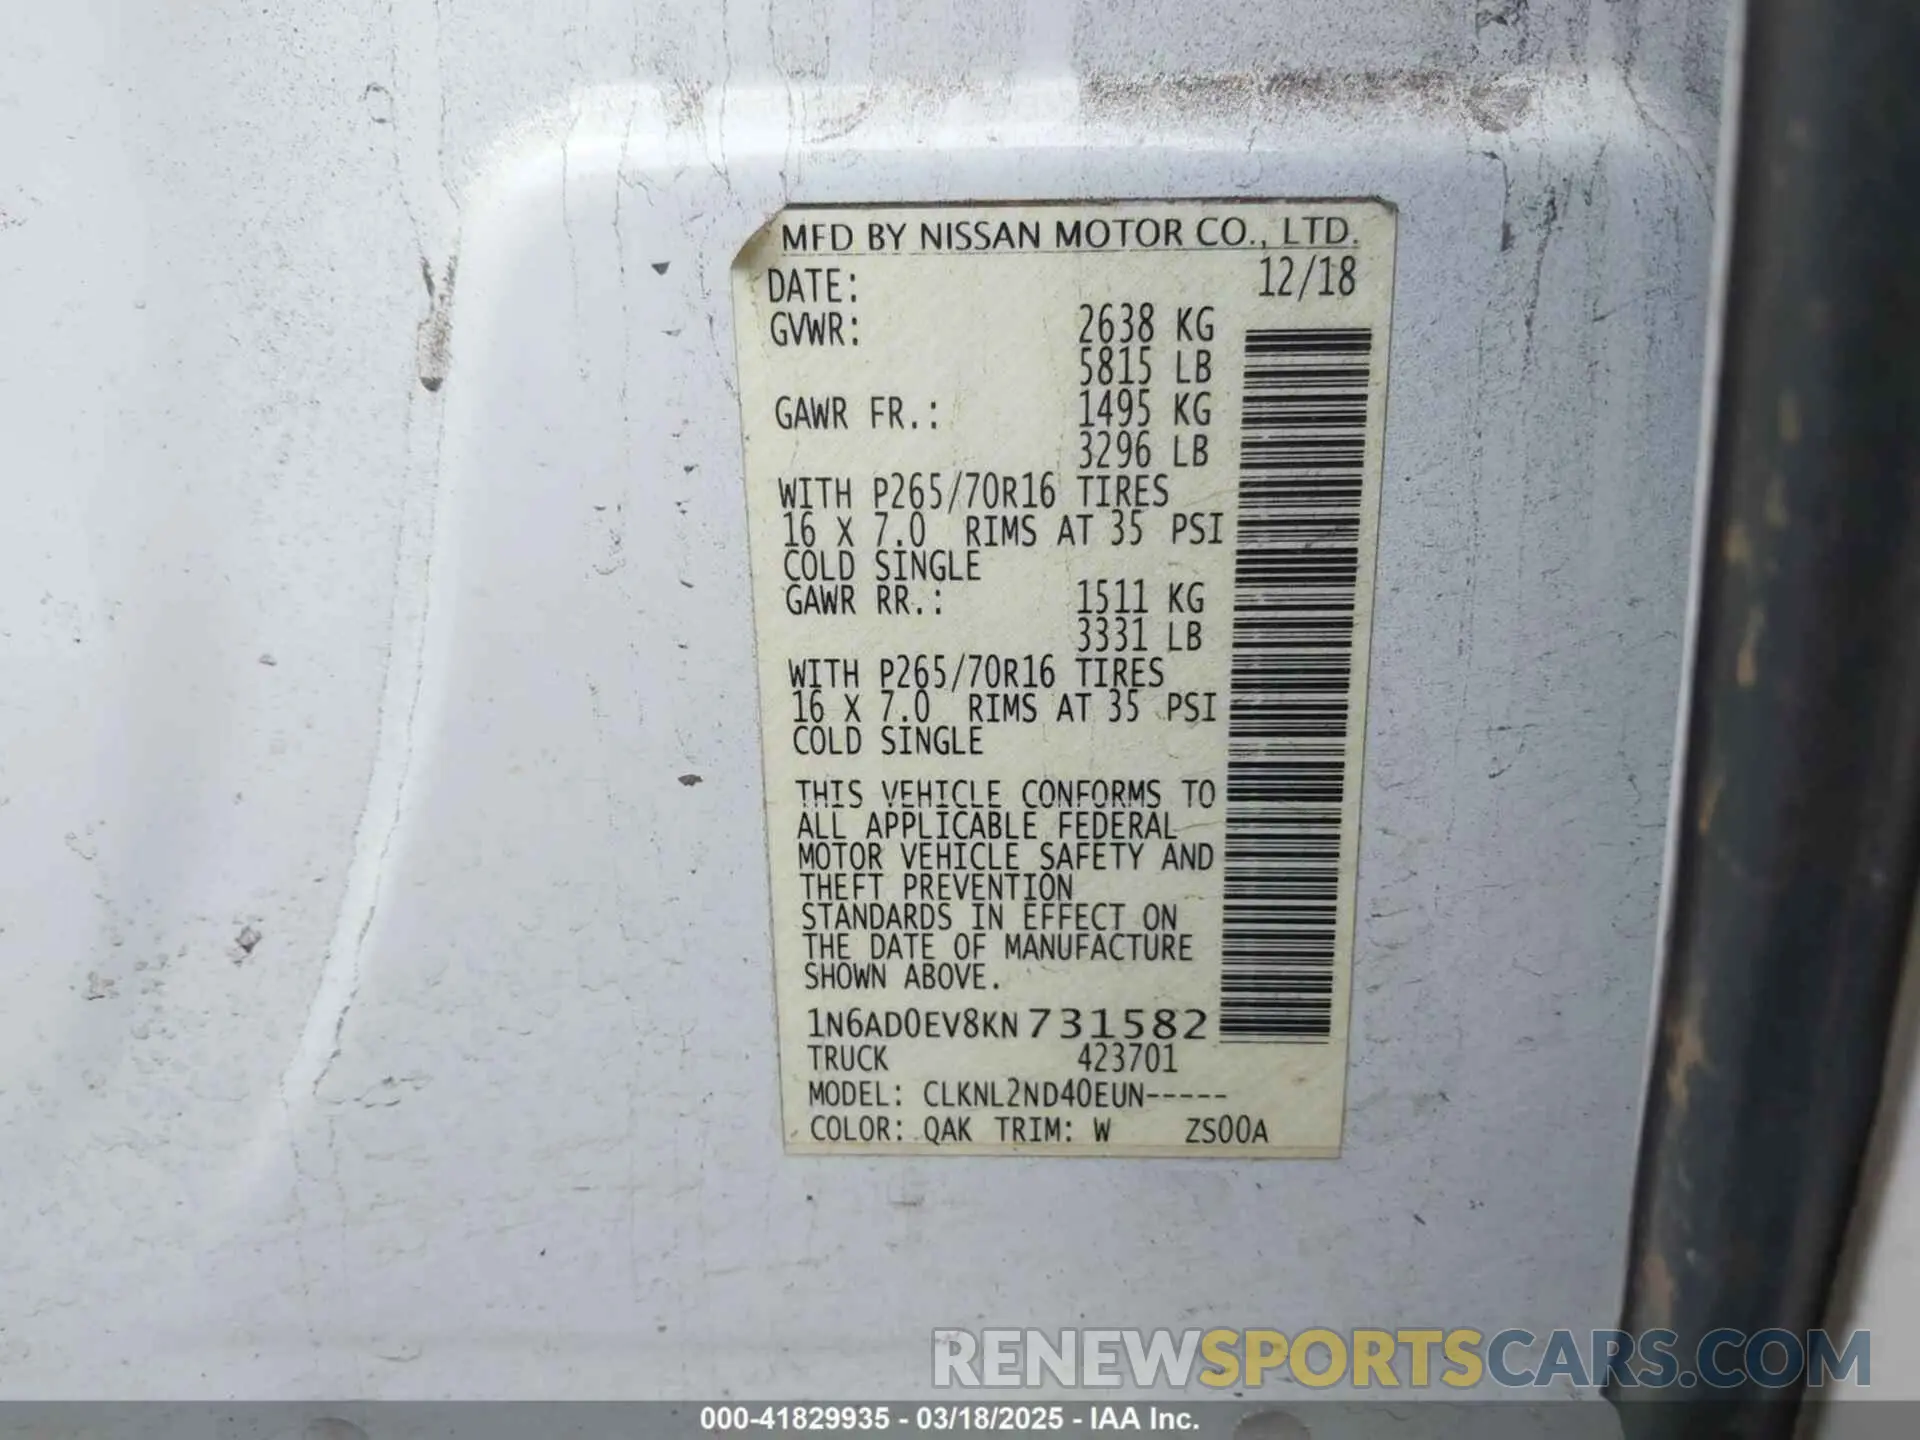 MFD BY NISSAN MOTOR CO., LTD.
DATE: 12/18
GVWR: 2638 KG
5815 LB
GAWR FR.: 1495 KG
3296 LB
WITH P265/70R16 TIRES
16 X 7.0 RIMS AT 35 PSI
COLD SINGLE
GAWR RR.: 1511 KG
3331 LB
WITH P265/70R16 TIRES
16 X 7.0 RIMS AT 35 PSI
COLD SINGLE
THIS VEHICLE CONFORMS TO
ALL APPLICABLE FEDERAL
MOTOR VEHICLE SAFETY AND
THEFT PREVENTION
STANDARDS IN EFFECT ON
THE DATE OF MANUFACTURE
SHOWN ABOVE.
1N6AD0EV8KN731582
TRUCK 423701
MODEL: CLKNL2ND40EUN-----
COLOR: QAK TRIM: W ZS00A
RENEWSPORTSCARS.COM
000-41829935 - 03/18/2025 - IAA Inc.